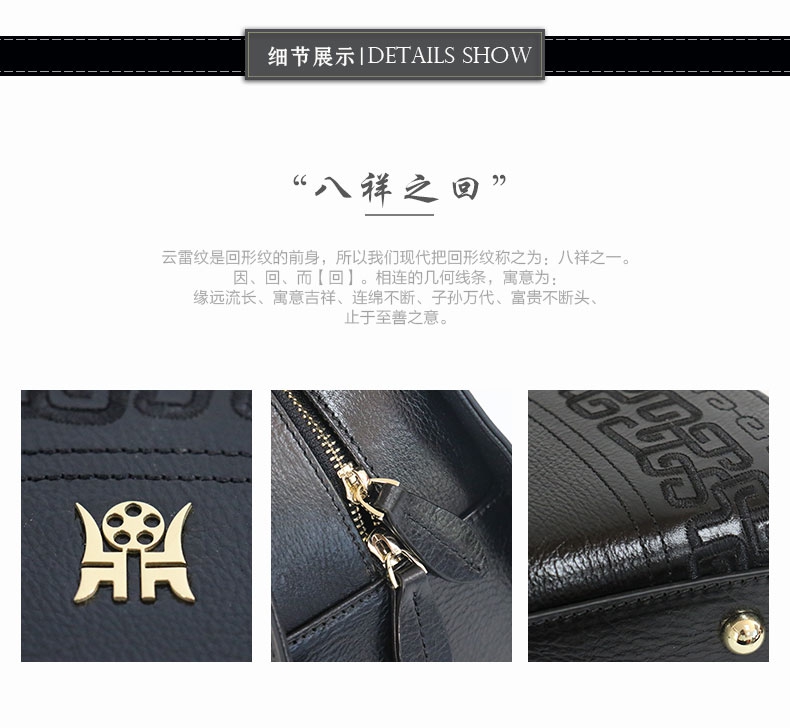 细节展示|DETAILS SHOW
“八祥之回”
云雷纹是回形纹的前身，所以我们现代把回形纹称之为：八祥之一。
因、回、而【回】。相连的几何线条，寓意为：
缘远流长、寓意吉祥、连绵不断、子孙万代、富贵不断头、
止于至善之意。